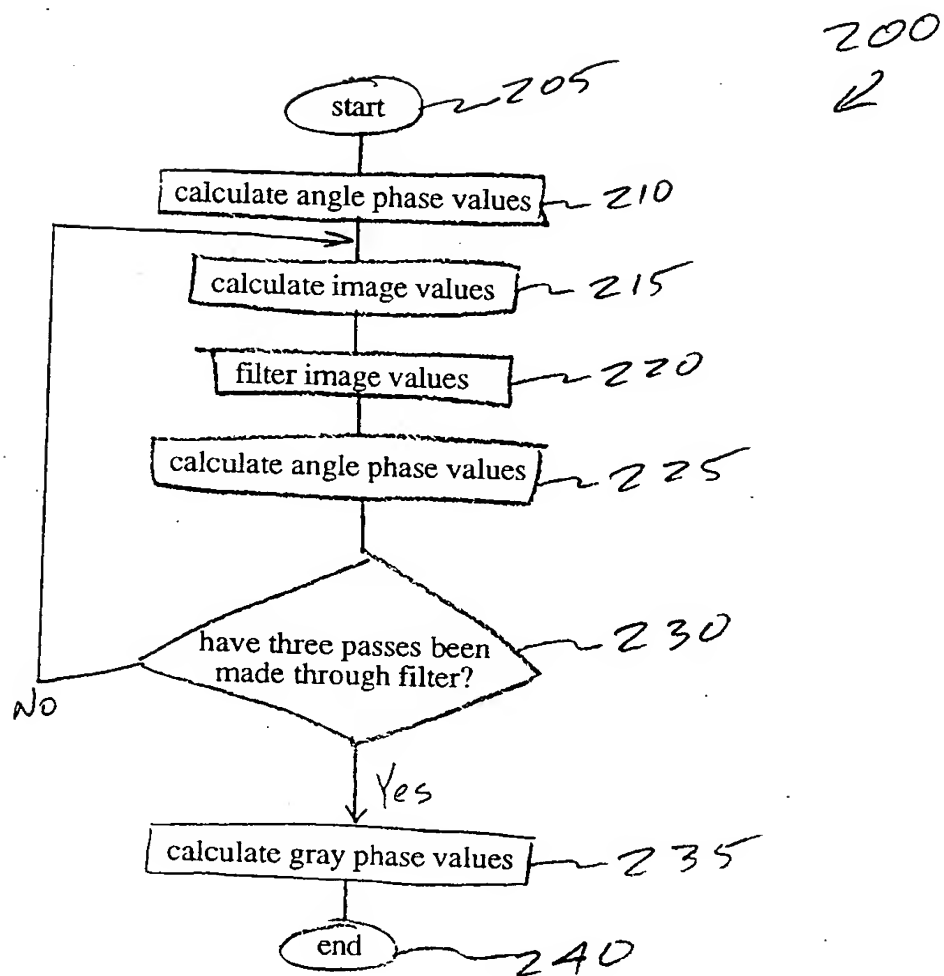 200
start 205
calculate angle phase values 210
calculate image values 215
filter image values 220
calculate angle phase values 225
have three passes been
made through filter? 230
NO
Yes
calculate gray phase values 235
end 240